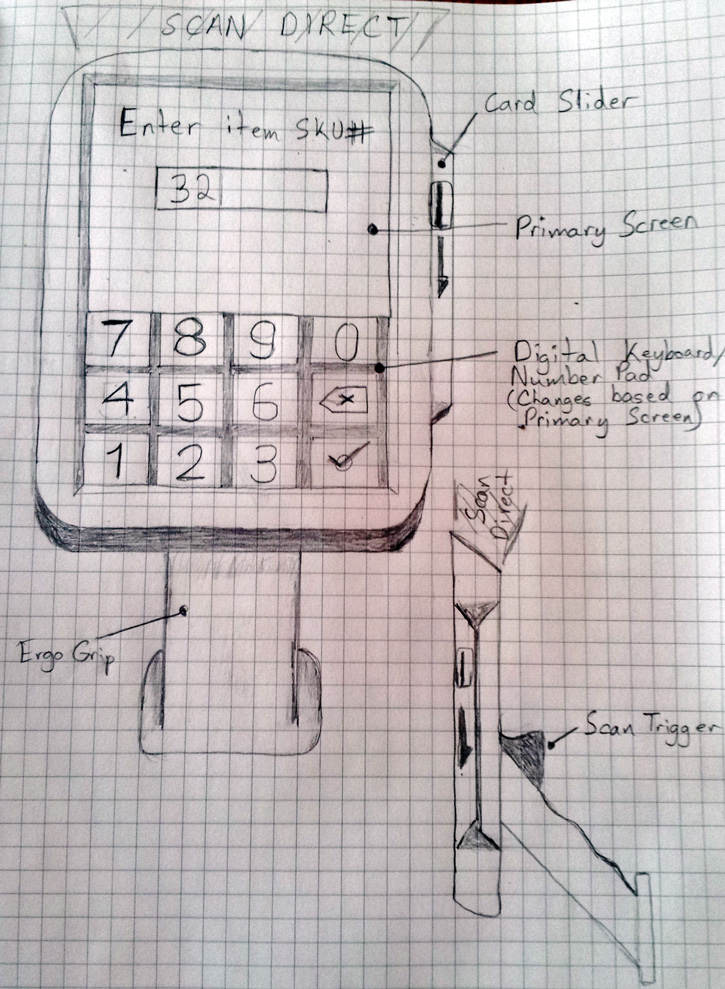 SCAN DIRECT
Card Slider
Enter item SKU#
32
Primary Screen
7 8 9 0
4 5 6 x
1 2 3
Digital Keyboard/
Number Pad
(Changes based on
Primary Screen)
Scan
Direct
Ergo Grip
Scan Trigger